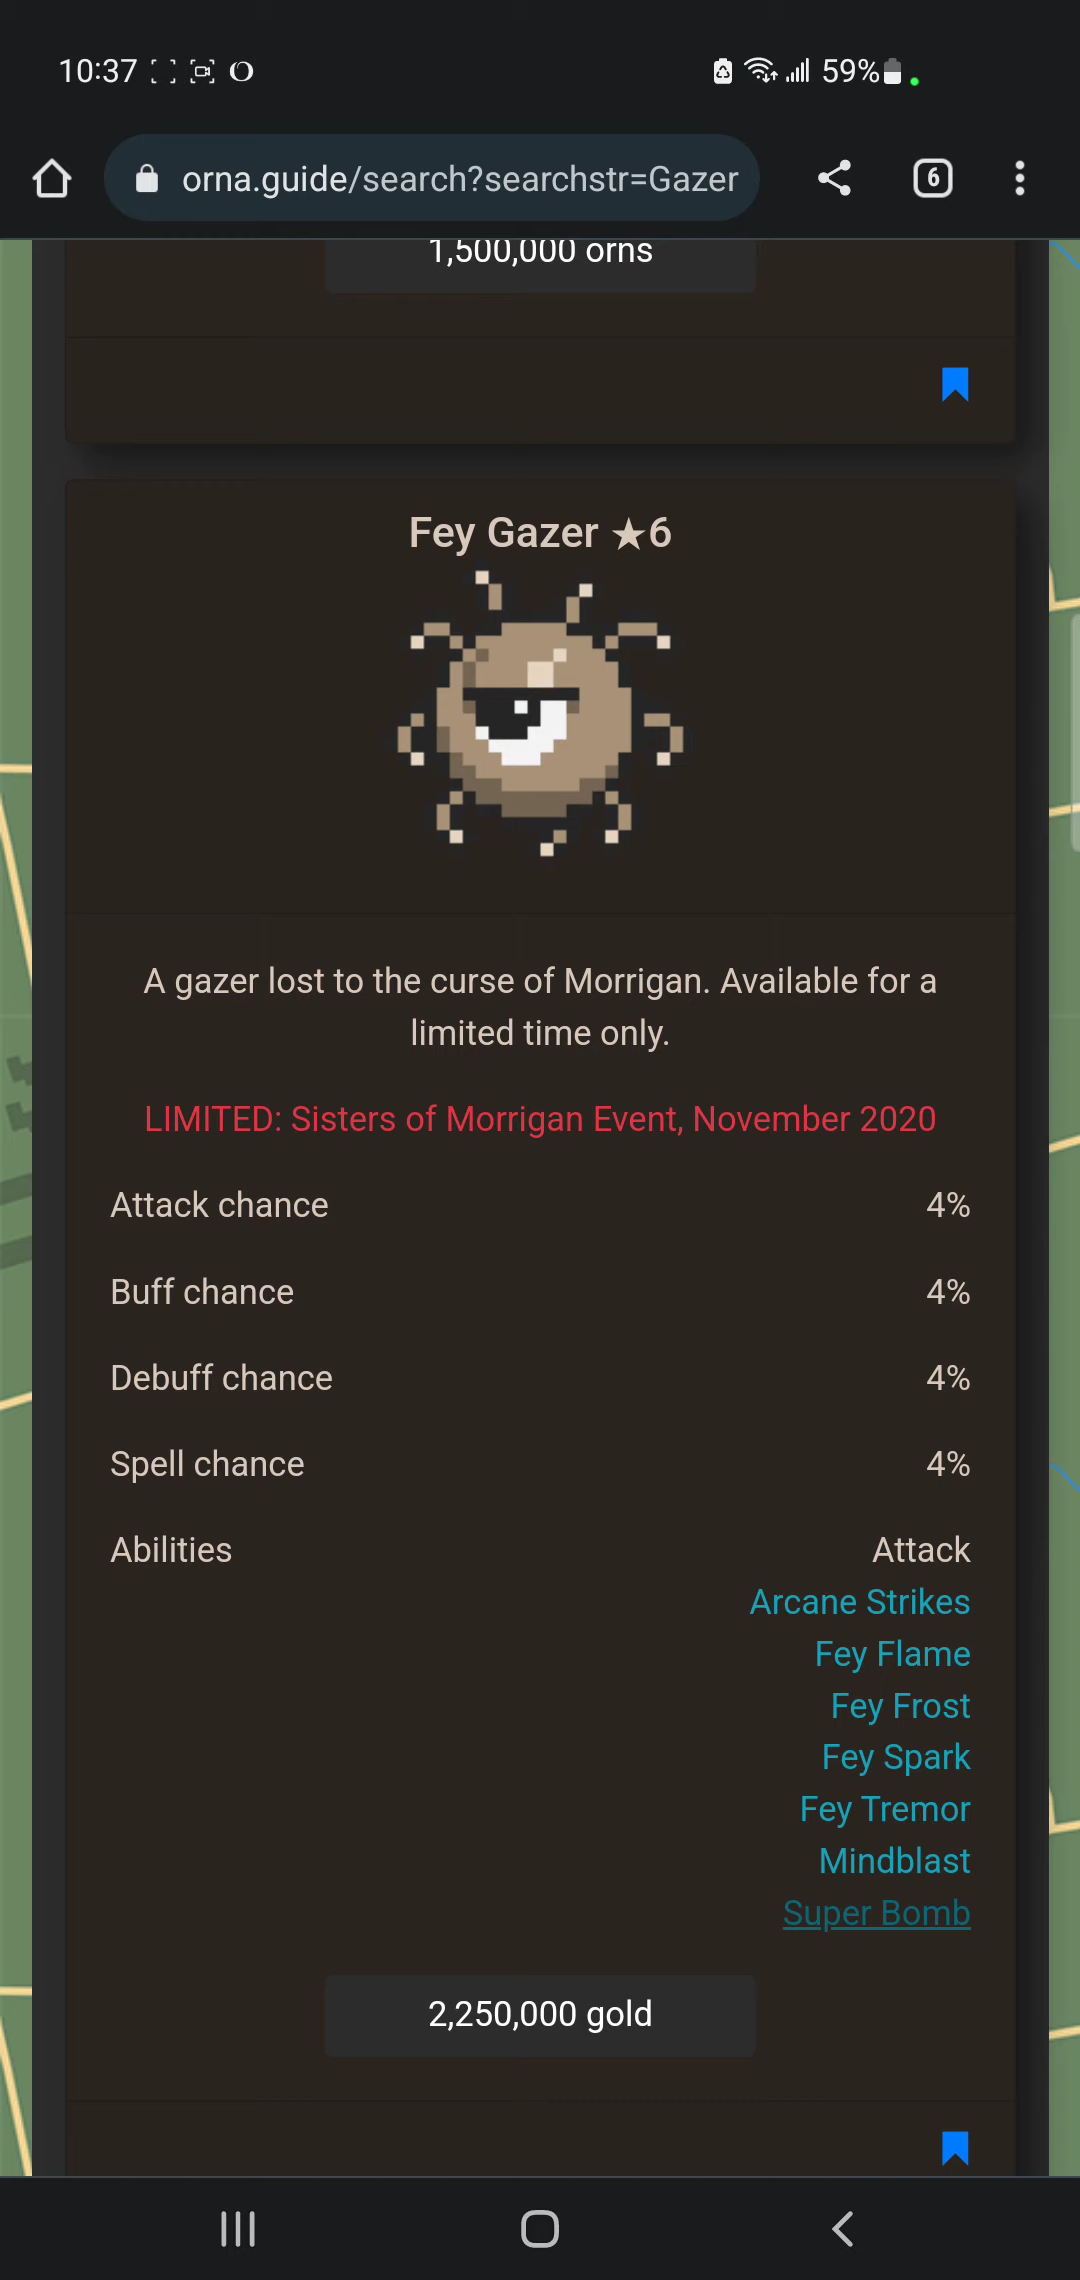 10:37
59%
orna.guide/search?searchstr=Gazer
6
1,500,000 orns
Fey Gazer ★6
A gazer lost to the curse of Morrigan. Available for a
limited time only.
LIMITED: Sisters of Morrigan Event, November 2020
Attack chance 4%
Buff chance 4%
Debuff chance 4%
Spell chance 4%
Abilities Attack
Arcane Strikes
Fey Flame
Fey Frost
Fey Spark
Fey Tremor
Mindblast
Super Bomb
2,250,000 gold